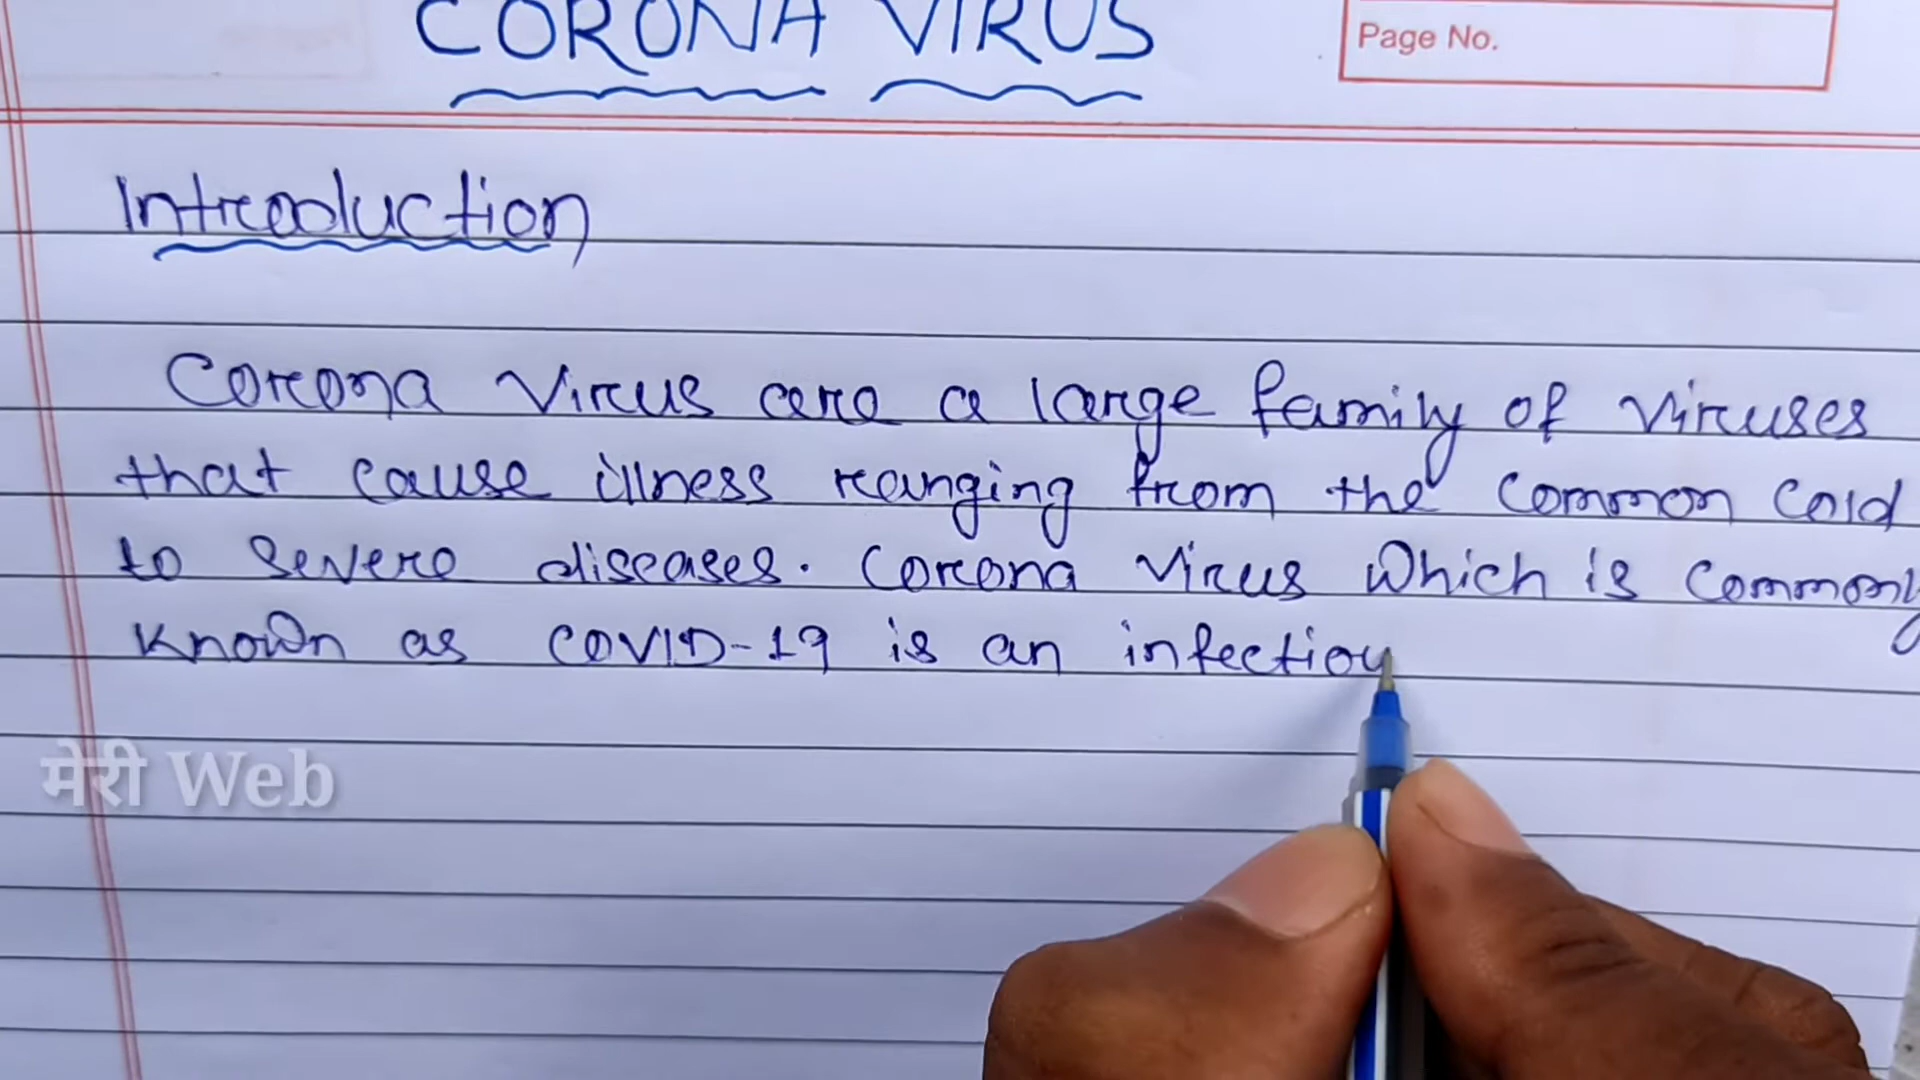 CORONA VIRUS
Page No.
Introduction
Corona Virus are a large family of viruses
that cause illness ranging from the common cold
to severe diseases. Corona virus which is commonly
known as COVID-19 is an infectiou
मेरी Web